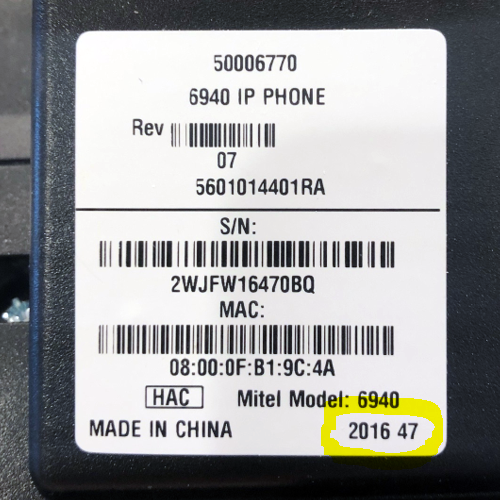 50006770
6940 IP PHONE
Rev
07
5601014401RA
S/N:
2WJFW16470BQ
MAC:
08:00:0F:B1:9C:4A
HAC Mitel Model: 6940
MADE IN CHINA 2016 47